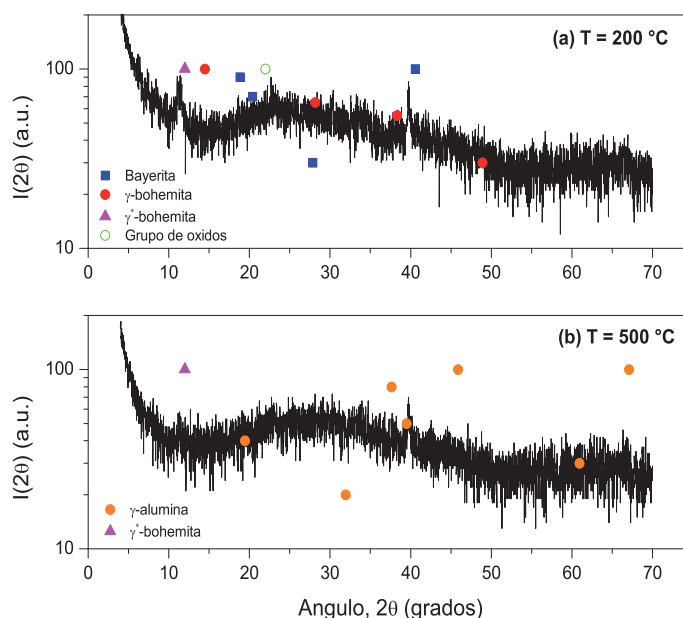 (a) T = 200 °C
I(2θ) (a.u.)
100
10
Bayerita
γ-bohemita
γ*-bohemita
Grupo de oxidos
0 10 20 30 40 50 60 70
(b) T = 500 °C
I(2θ) (a.u.)
100
10
γ-alumina
γ*-bohemita
0 10 20 30 40 50 60 70
Angulo, 2θ (grados)